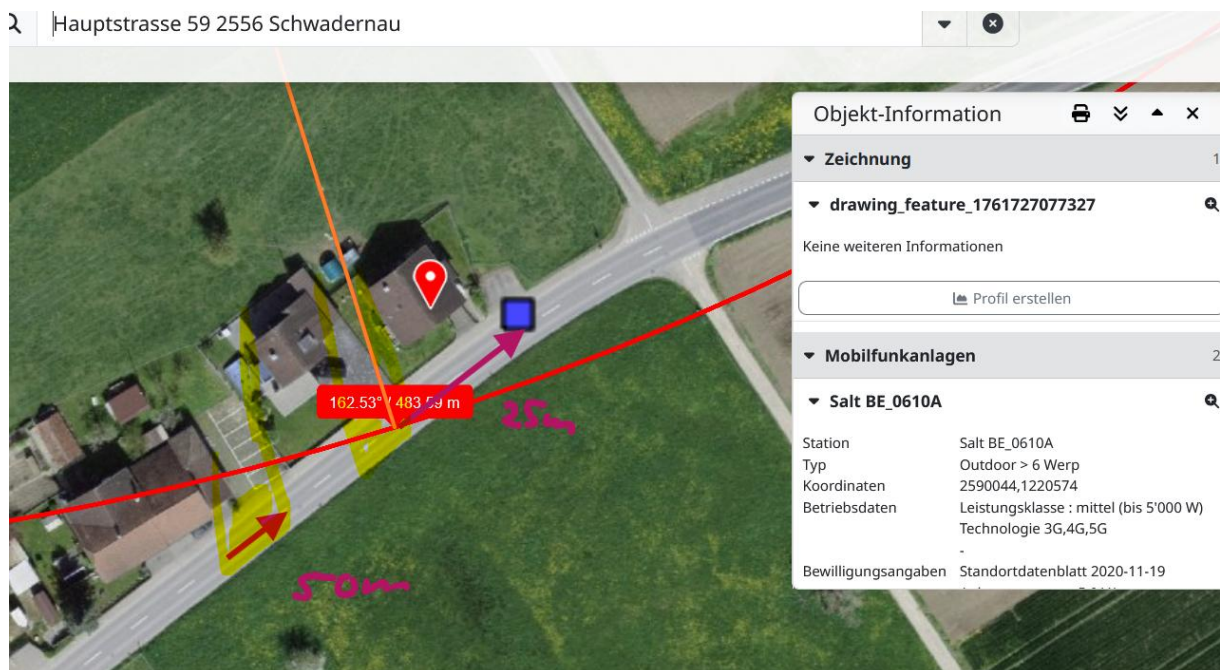 Hauptstrasse 59 2556 Schwadernau
Objekt-Information
Zeichnung 1
drawing_feature_1761727077327
Keine weiteren Informationen
Profil erstellen
Mobilfunkanlagen 2
Salt BE_0610A
Station Salt BE_0610A
Typ Outdoor > 6 Werp
Koordinaten 2590044,1220574
Betriebsdaten Leistungsklasse : mittel (bis 5'000 W)
Technologie 3G,4G,5G
-
Bewilligungsangaben Standortdatenblatt 2020-11-19
162.53° / 483.59 m
25m
50m